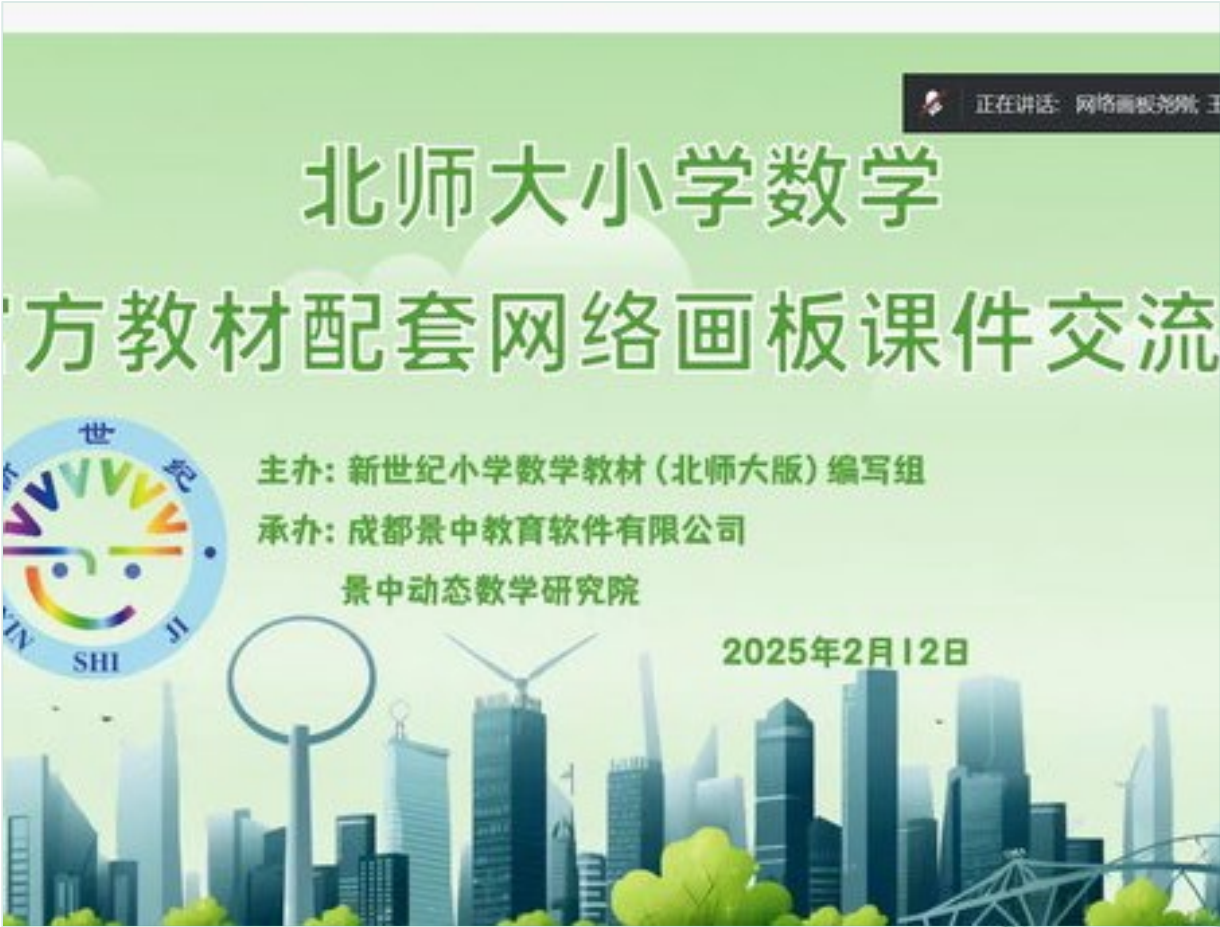 正在讲话: 网络画板尧刚; 王
北师大小学数学
官方教材配套网络画板课件交流
世
纪
主办: 新世纪小学数学教材(北师大版)编写组
承办: 成都景中教育软件有限公司
景中动态数学研究院
XIN SHI JI
2025年2月12日